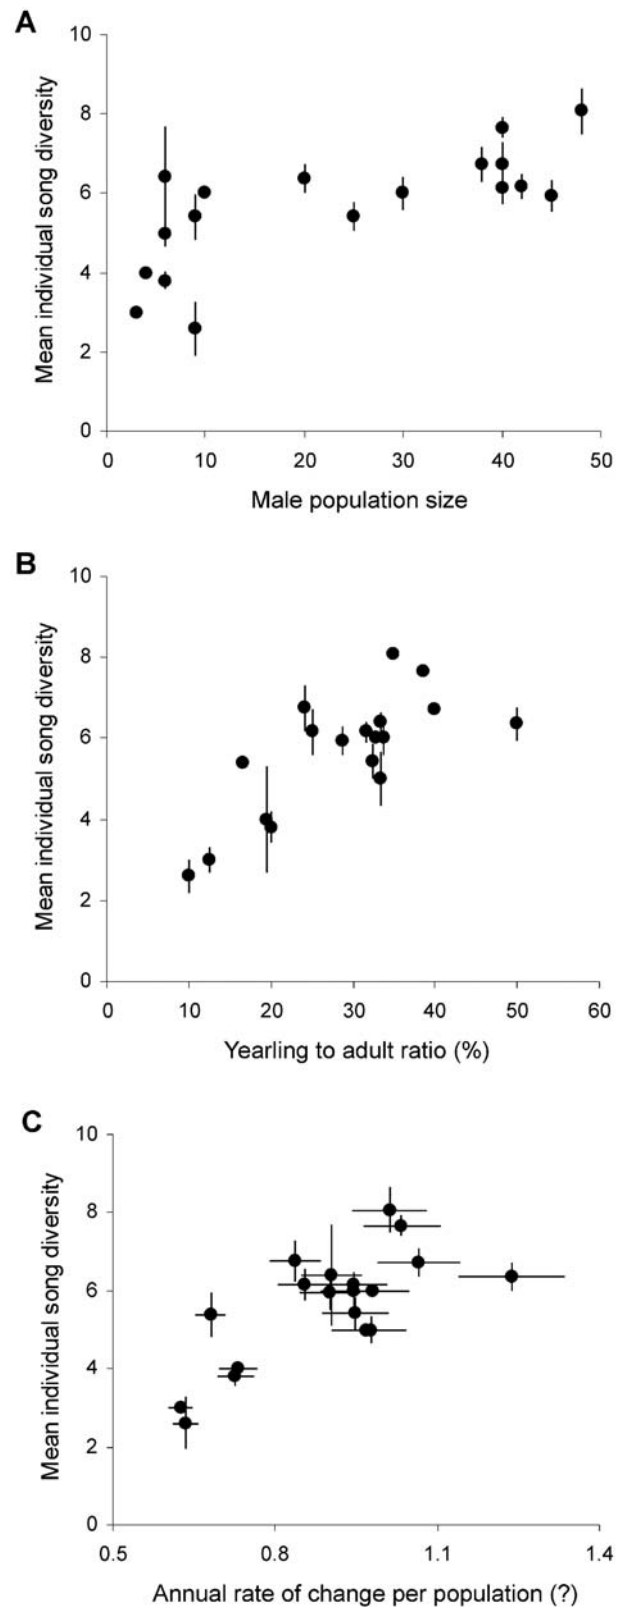 A
Mean individual song diversity
10
8
6
4
2
0
0 10 20 30 40 50
Male population size
B
Mean individual song diversity
10
8
6
4
2
0
0 10 20 30 40 50 60
Yearling to adult ratio (%)
C
Mean individual song diversity
10
8
6
4
2
0
0.5 0.8 1.1 1.4
Annual rate of change per population (?)